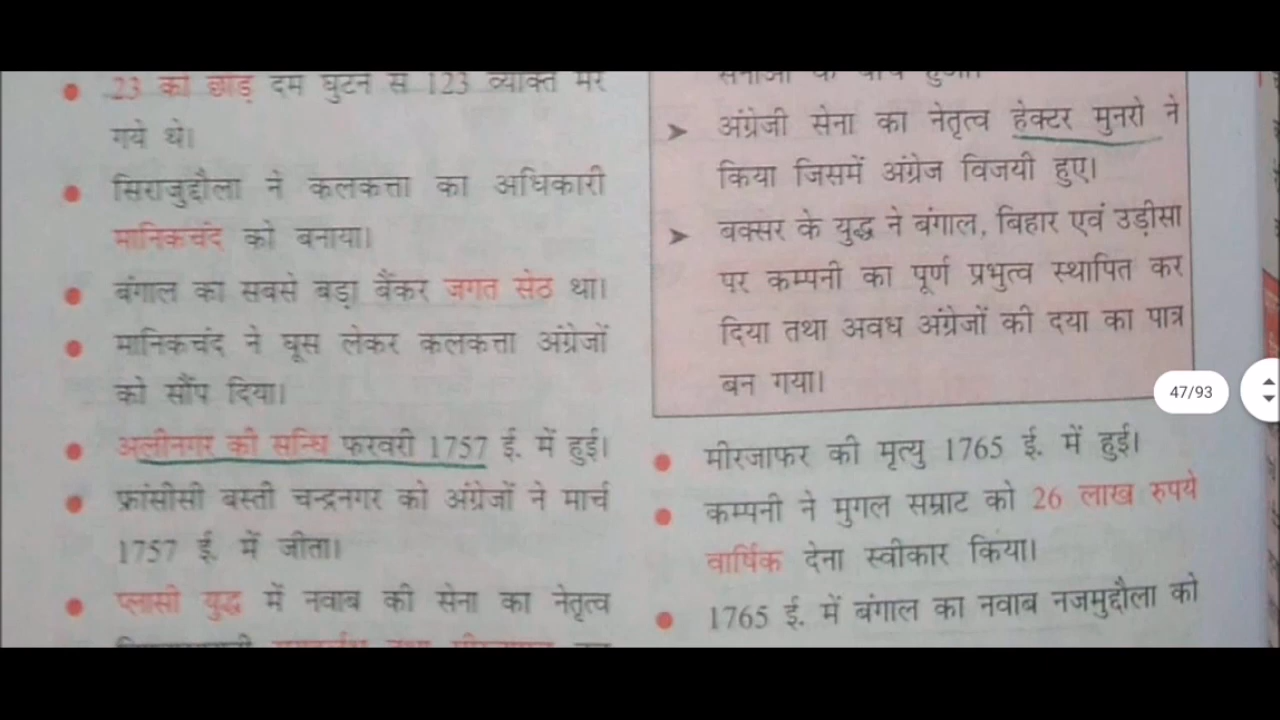 23 को छोड़ दम घुटने से 123 व्यक्ति मर
गये थे।
सिराजुद्दौला ने कलकत्ता का अधिकारी
मानिकचंद को बनाया।
बंगाल का सबसे बड़ा बैंकर जगत सेठ था।
मानिकचंद ने घूस लेकर कलकत्ता अंग्रेजों
को सौंप दिया।
अलीनगर की सन्धि फरवरी 1757 ई. में हुई।
फ्रांसीसी बस्ती चन्द्रनगर को अंग्रेजों ने मार्च
1757 ई. में जीता।
प्लासी युद्ध में नवाब की सेना का नेतृत्व
सेनाओं के बीच हुआ।
अंग्रेजी सेना का नेतृत्व हेक्टर मुनरो ने
किया जिसमें अंग्रेज विजयी हुए।
बक्सर के युद्ध ने बंगाल, बिहार एवं उड़ीसा
पर कम्पनी का पूर्ण प्रभुत्व स्थापित कर
दिया तथा अवध अंग्रेजों की दया का पात्र
बन गया।
47/93
मीरजाफर की मृत्यु 1765 ई. में हुई।
कम्पनी ने मुगल सम्राट को 26 लाख रुपये
वार्षिक देना स्वीकार किया।
1765 ई. में बंगाल का नवाब नजमुद्दौला को